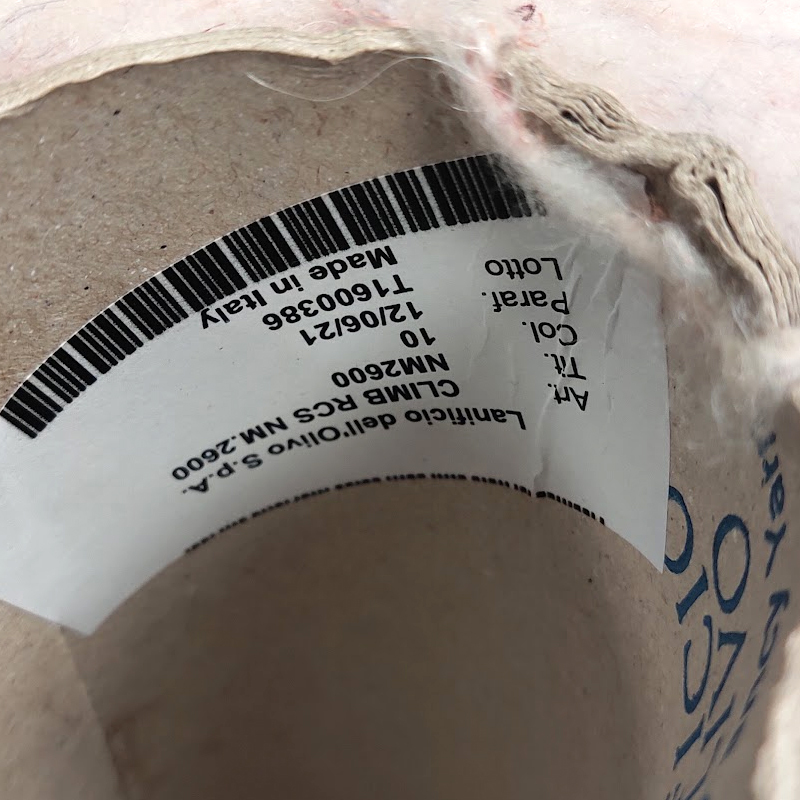 Lanificio dell'Olivo S.p.A.
Art. CLIMB RCS NM.2600
Tit. NM2600
Col. 10
Paraf. 12/06/21
Lotto T1600386
Made in Italy